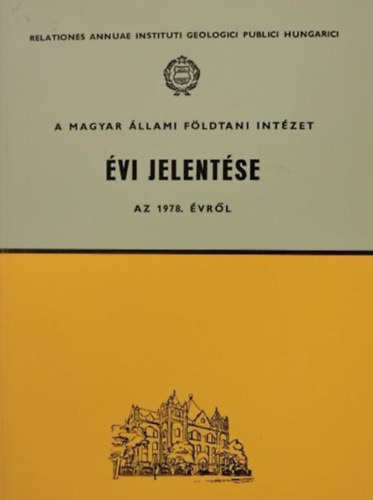 RELATIONES ANNUAE INSTITUTI GEOLOGICI PUBLICI HUNGARICI
A MAGYAR ÁLLAMI FÖLDTANI INTÉZET
ÉVI JELENTÉSE
AZ 1978. ÉVRŐL